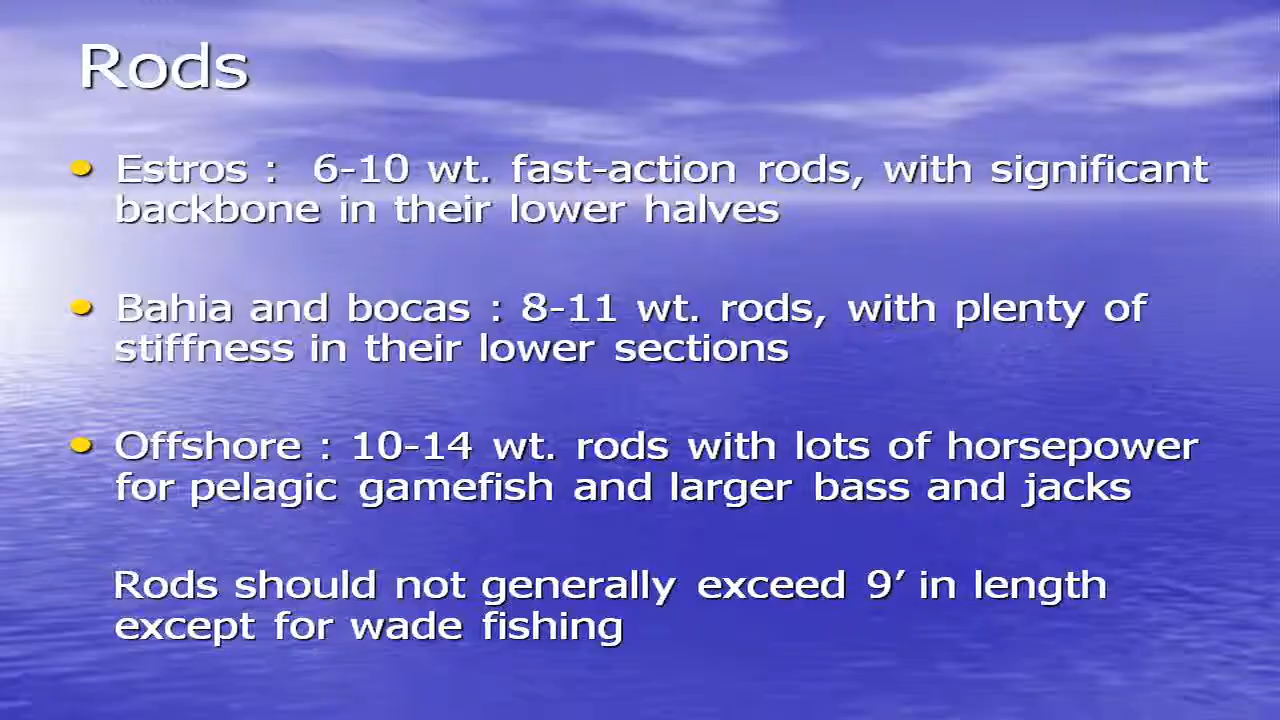 Rods
Estros : 6-10 wt. fast-action rods, with significant
backbone in their lower halves
Bahia and bocas : 8-11 wt. rods, with plenty of
stiffness in their lower sections
Offshore : 10-14 wt. rods with lots of horsepower
for pelagic gamefish and larger bass and jacks
Rods should not generally exceed 9’ in length
except for wade fishing